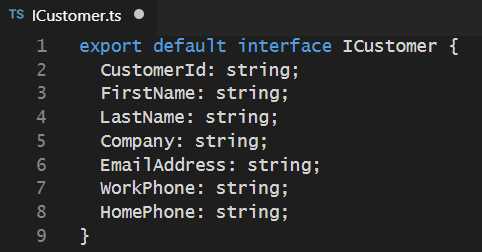 TS ICustomer.ts
1 export default interface ICustomer {
2 CustomerId: string;
3 FirstName: string;
4 LastName: string;
5 Company: string;
6 EmailAddress: string;
7 WorkPhone: string;
8 HomePhone: string;
9 }